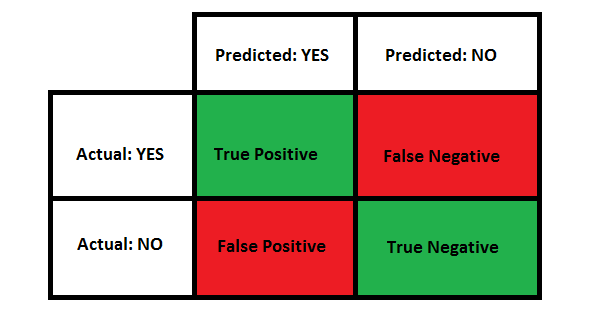 Predicted: YES
Predicted: NO
Actual: YES
True Positive
False Negative
Actual: NO
False Positive
True Negative